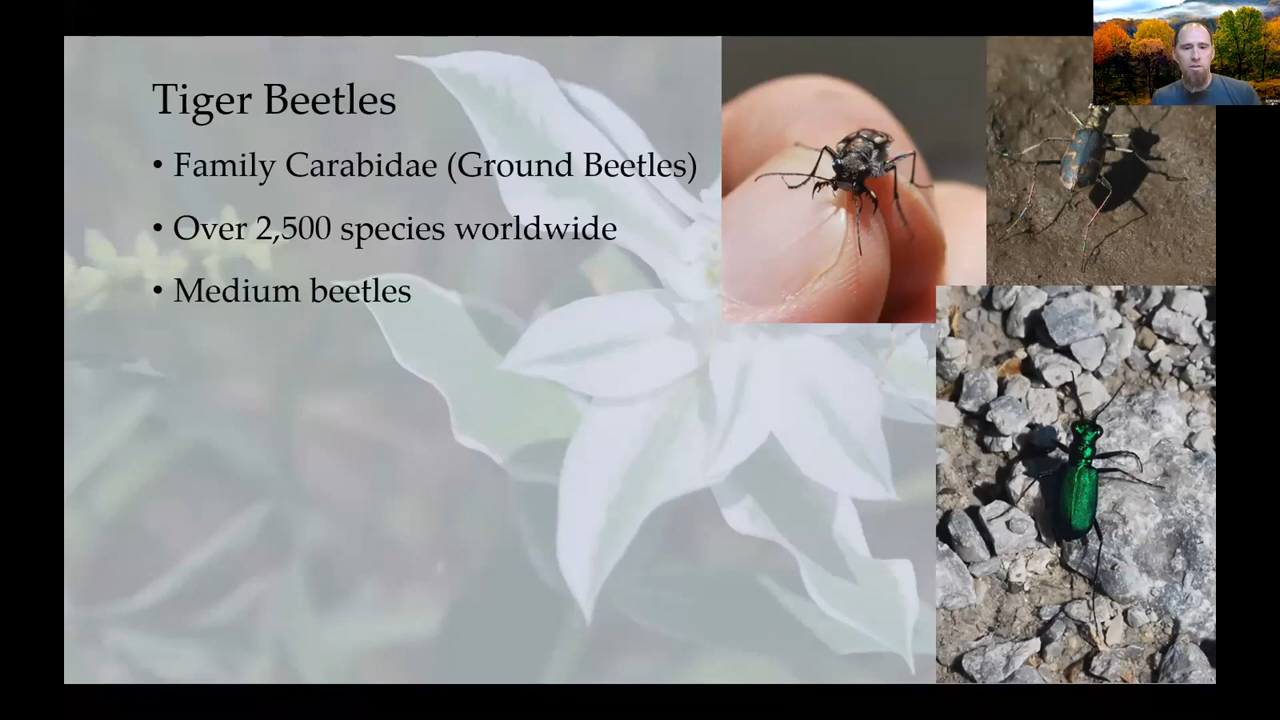 Tiger Beetles
• Family Carabidae (Ground Beetles)
• Over 2,500 species worldwide
• Medium beetles